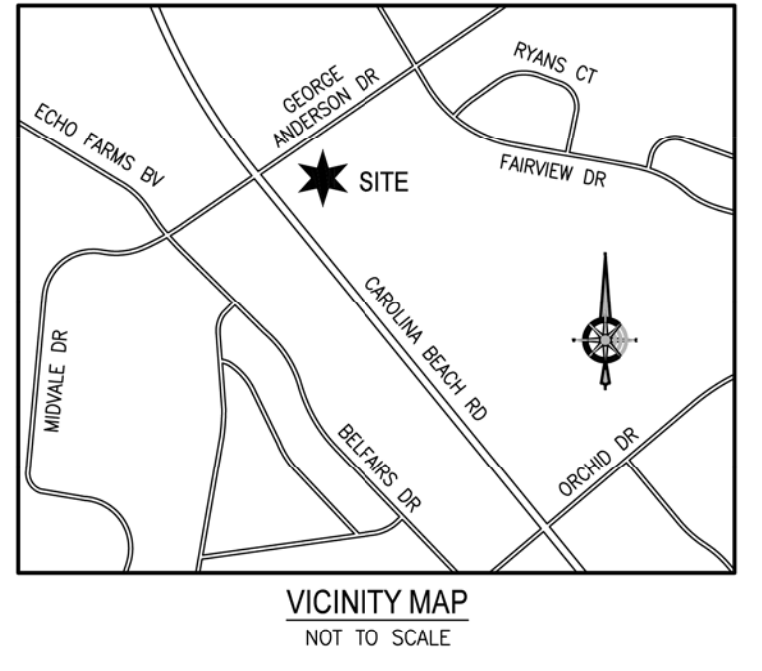 RYANS CT
GEORGE
ANDERSON DR
ECHO FARMS BV
FAIRVIEW DR
SITE
CAROLINA BEACH RD
MIDVALE DR
BELFAIRS DR
ORCHID DR
VICINITY MAP
NOT TO SCALE